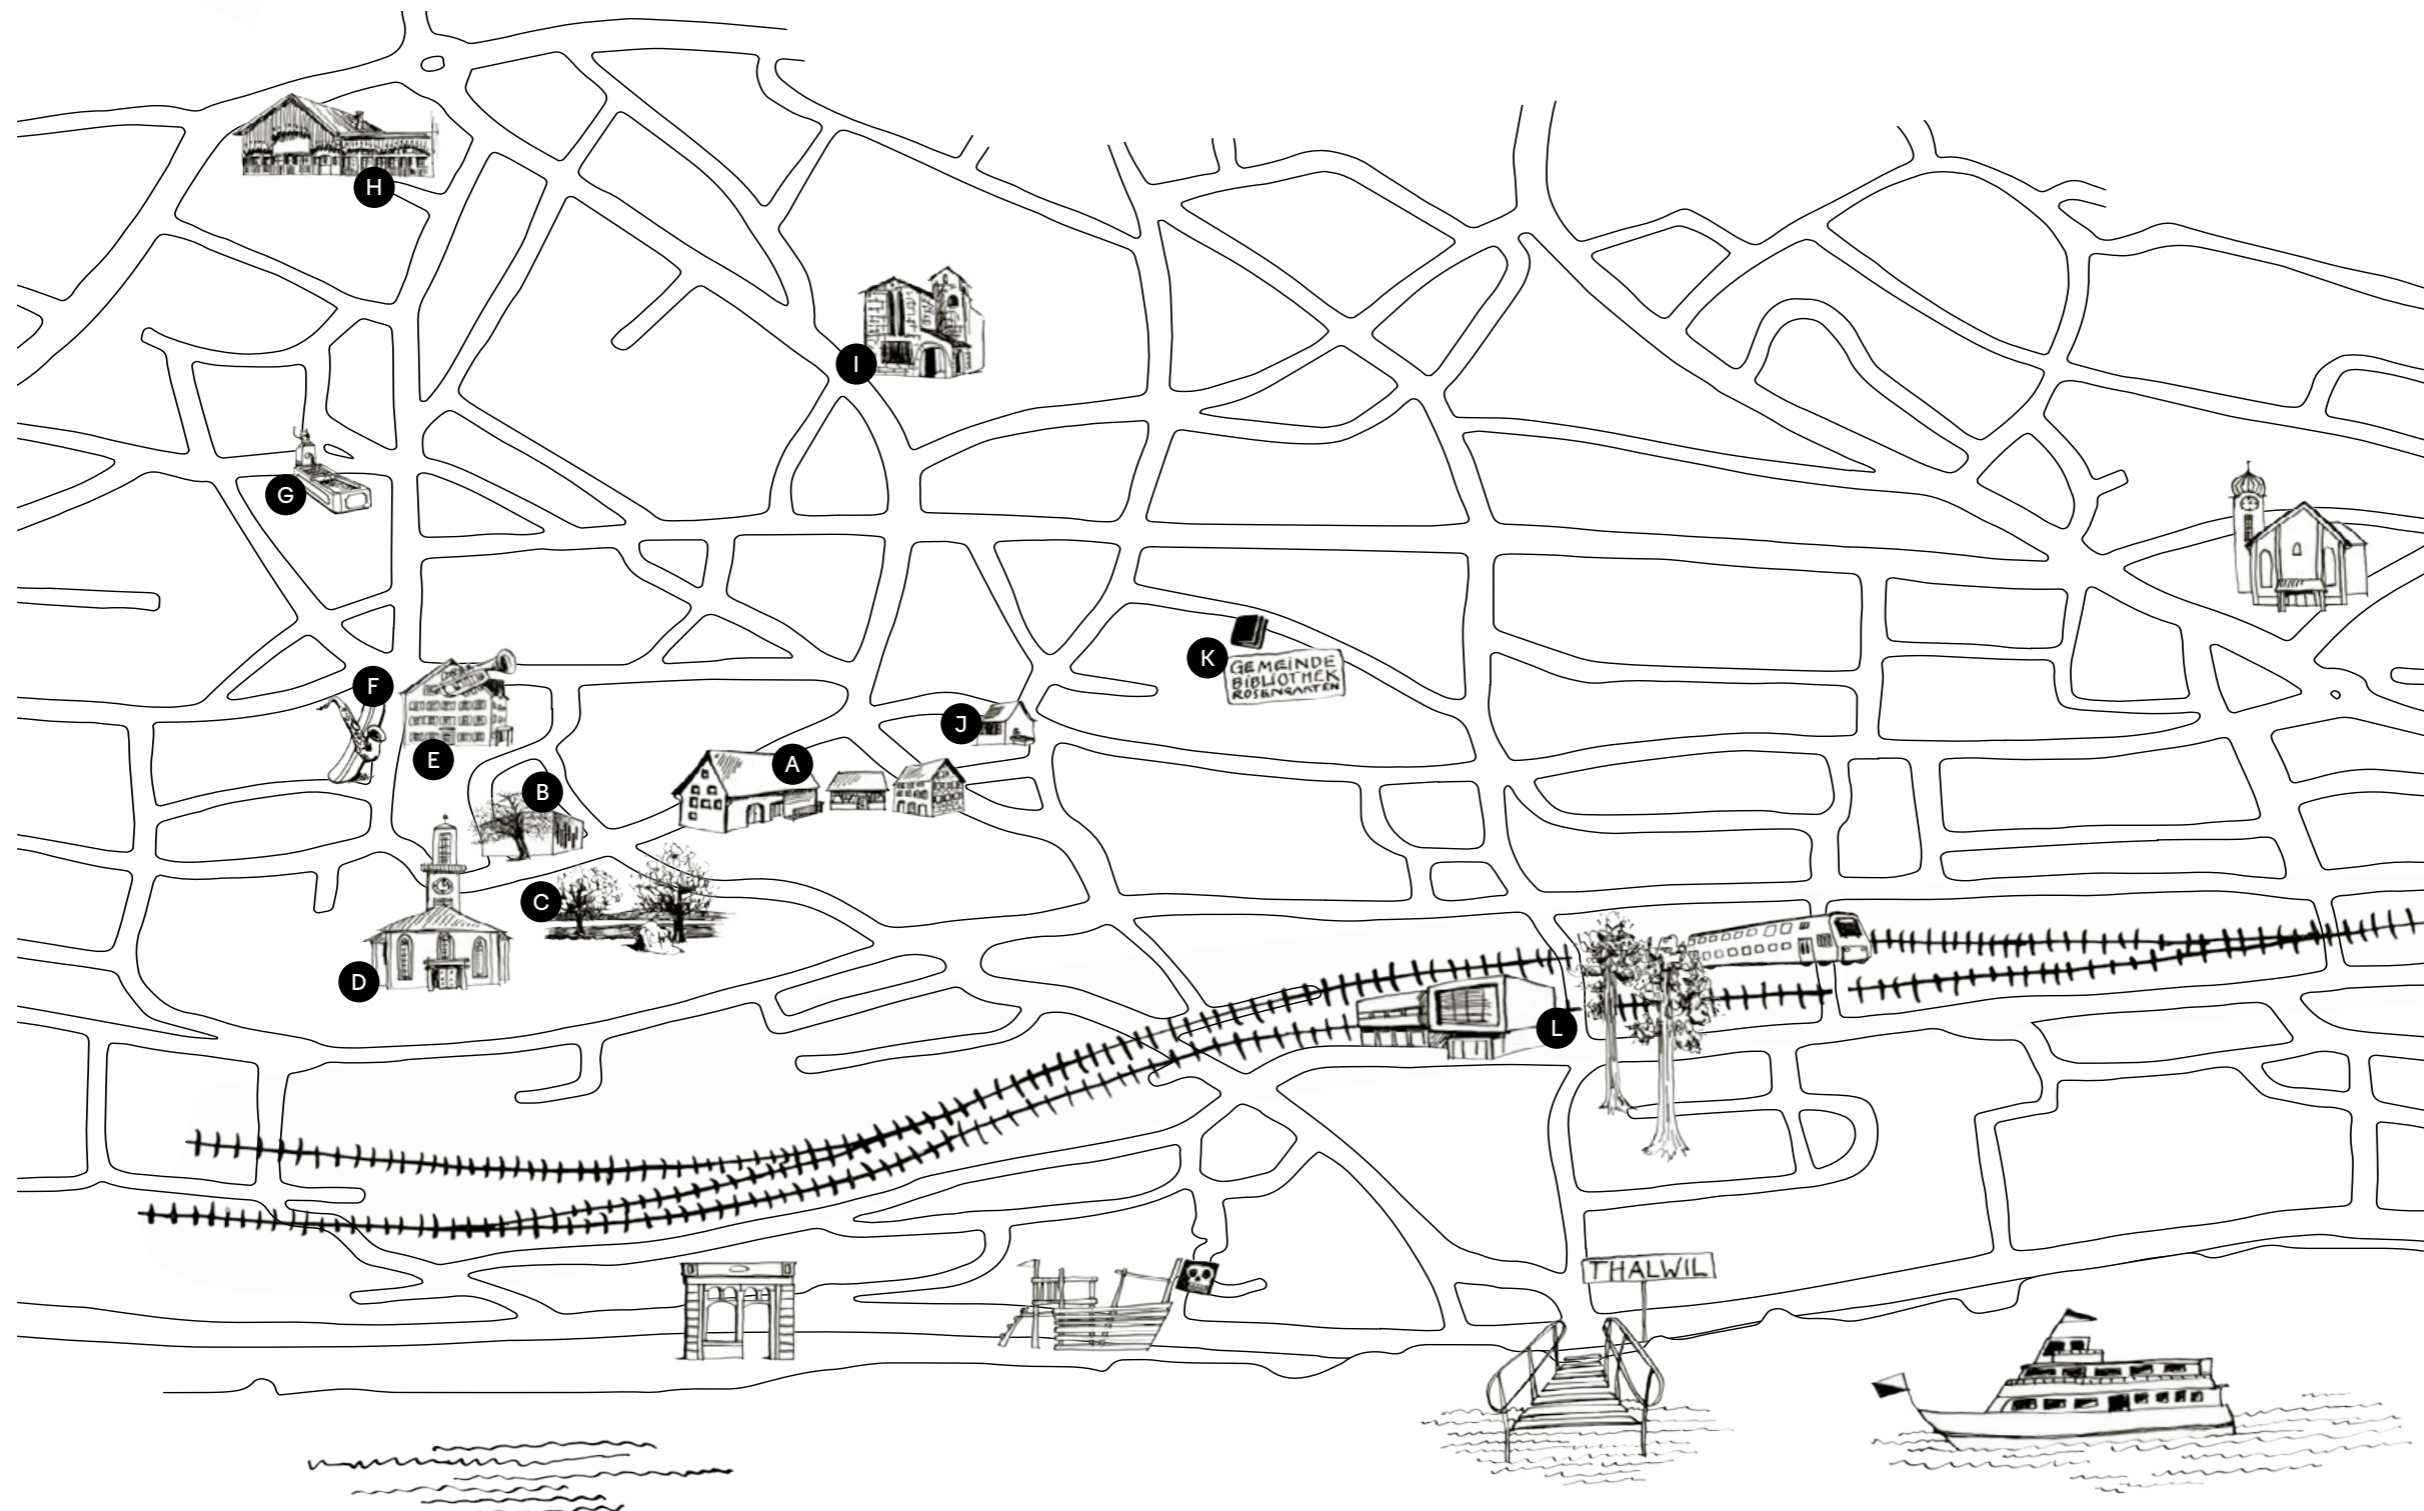 H
I
G
K
GEMEINDE
BIBLIOTHEK
ROSENGARTEN
F
J
E
A
B
C
D
L
THALWIL